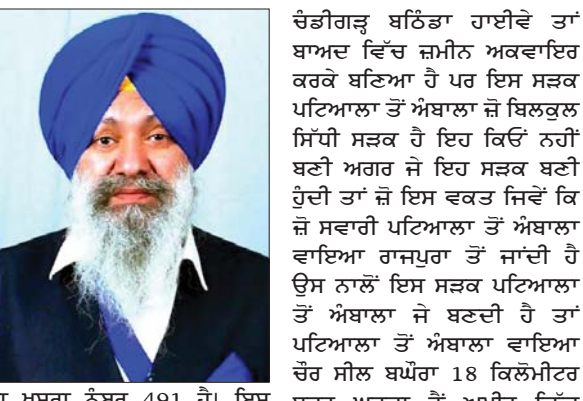 ਚੰਡੀਗੜ੍ਹ ਬਠਿੰਡਾ ਹਾਈਵੇ ਤਾਂ
ਬਾਅਦ ਵਿੱਚ ਜ਼ਮੀਨ ਅਕਵਾਇਰ
ਕਰਕੇ ਬਣਿਆ ਹੈ ਪਰ ਇਸ ਸੜਕ
ਪਟਿਆਲਾ ਤੋਂ ਅੰਬਾਲਾ ਜ਼ੋ ਬਿਲਕੁਲ
ਸਿੱਧੀ ਸੜਕ ਹੈ ਇਹ ਕਿਓਂ ਨਹੀਂ
ਬਣੀ ਅਗਰ ਜੇ ਇਹ ਸੜਕ ਬਣੀ
ਹੁੰਦੀ ਤਾਂ ਜ਼ੋ ਇਸ ਵਕਤ ਜਿਵੇਂ ਕਿ
ਜ਼ੋ ਸਵਾਰੀ ਪਟਿਆਲਾ ਤੋਂ ਅੰਬਾਲਾ
ਵਾਇਆ ਰਾਜਪੁਰਾ ਤੋਂ ਜਾਂਦੀ ਹੈ
ਉਸ ਨਾਲੋਂ ਇਸ ਸੜਕ ਪਟਿਆਲਾ
ਤੋਂ ਅੰਬਾਲਾ ਜੇ ਬਣਦੀ ਹੈ ਤਾਂ
ਪਟਿਆਲਾ ਤੋਂ ਅੰਬਾਲਾ ਵਾਇਆ
ਚੌਰ ਸੀਲ ਬਘੌਰਾ 18 ਕਿਲੋਮੀਟਰ
ਖਸਰਾ ਨੰਬਰ 491 ਹੈ। ਇਸ